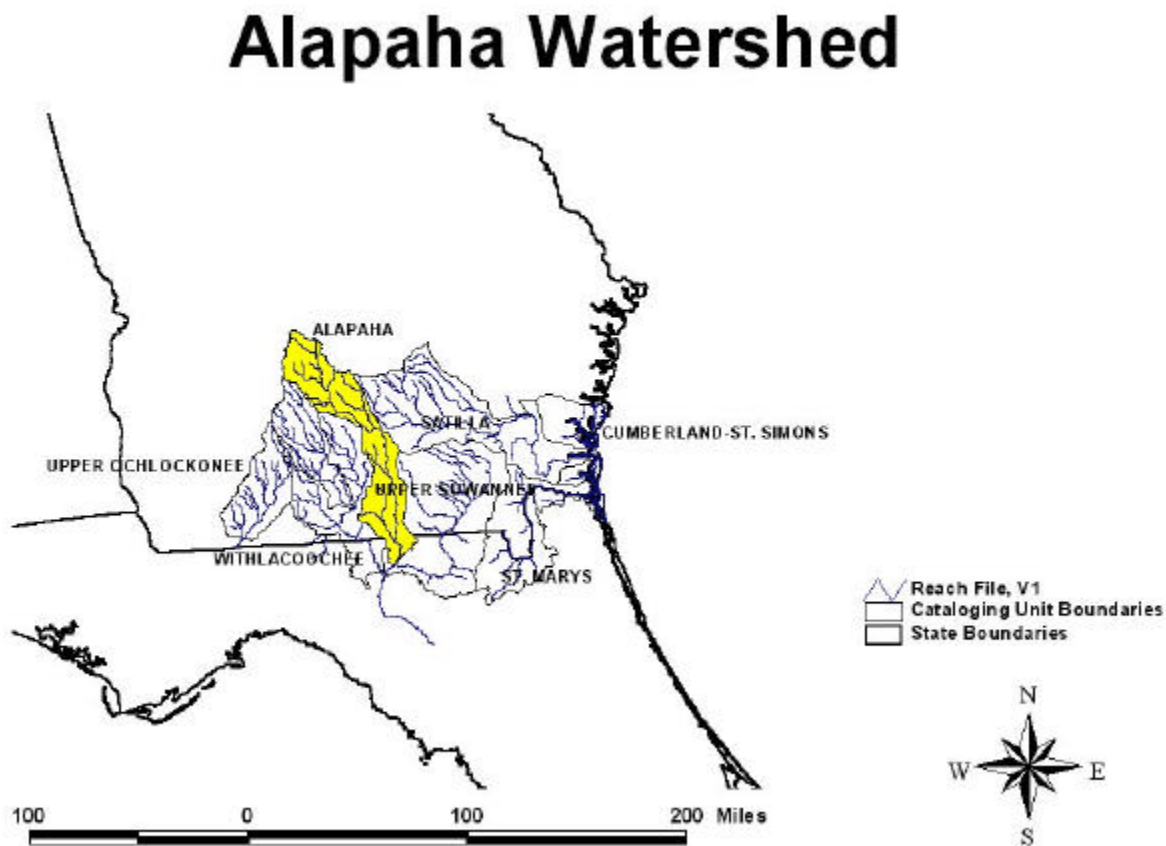 Alapaha Watershed
ALAPAHA
SATILLA
CUMBERLAND-ST. SIMONS
UPPER OCHLOCKONEE
UPPER SUWANNEE
WITHLACOOCHEE
ST. MARYS
Reach File, V1
Cataloging Unit Boundaries
State Boundaries
N
W E
S
100 0 100 200 Miles